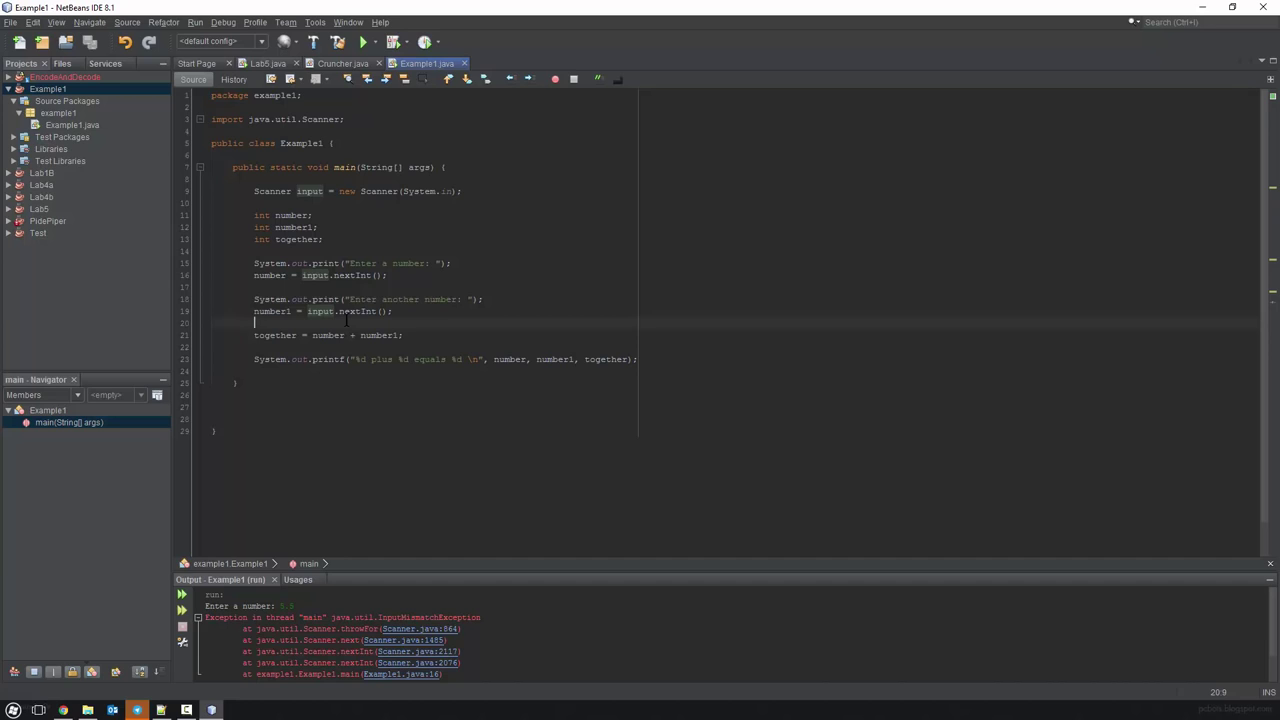 Example1 - NetBeans IDE 8.1
File Edit View Navigate Source Refactor Run Debug Profile Team Tools Window Help
Search (Ctrl+I)
<default config>
Projects Files Services
Start Page Lab5.java Cruncher.java Example1.java
EncodeAndDecode
Example1
Source Packages
example1
Example1.java
Test Packages
Libraries
Test Libraries
Lab1B
Lab4a
Lab4b
Lab5
PidePiper
Test
Source History
1 package example1;
2
3 import java.util.Scanner;
4
5 public class Example1 {
6
7 public static void main(String[] args) {
8
9 Scanner input = new Scanner(System.in);
10
11 int number;
12 int number1;
13 int together;
14
15 System.out.print("Enter a number: ");
16 number = input.nextInt();
17
18 System.out.print("Enter another number: ");
19 number1 = input.nextInt();
20
21 together = number + number1;
22
23 System.out.printf("%d plus %d equals %d \n", number, number1, together);
24
25 }
26
27
28
29 }
main - Navigator
Members <empty>
Example1
main(String[] args)
example1.Example1 main
Output - Example1 (run) Usages
run:
Enter a number: 5.5
Exception in thread "main" java.util.InputMismatchException
at java.util.Scanner.throwFor(Scanner.java:864)
at java.util.Scanner.next(Scanner.java:1485)
at java.util.Scanner.nextInt(Scanner.java:2117)
at java.util.Scanner.nextInt(Scanner.java:2076)
at example1.Example1.main(Example1.java:16)
20:9 INS